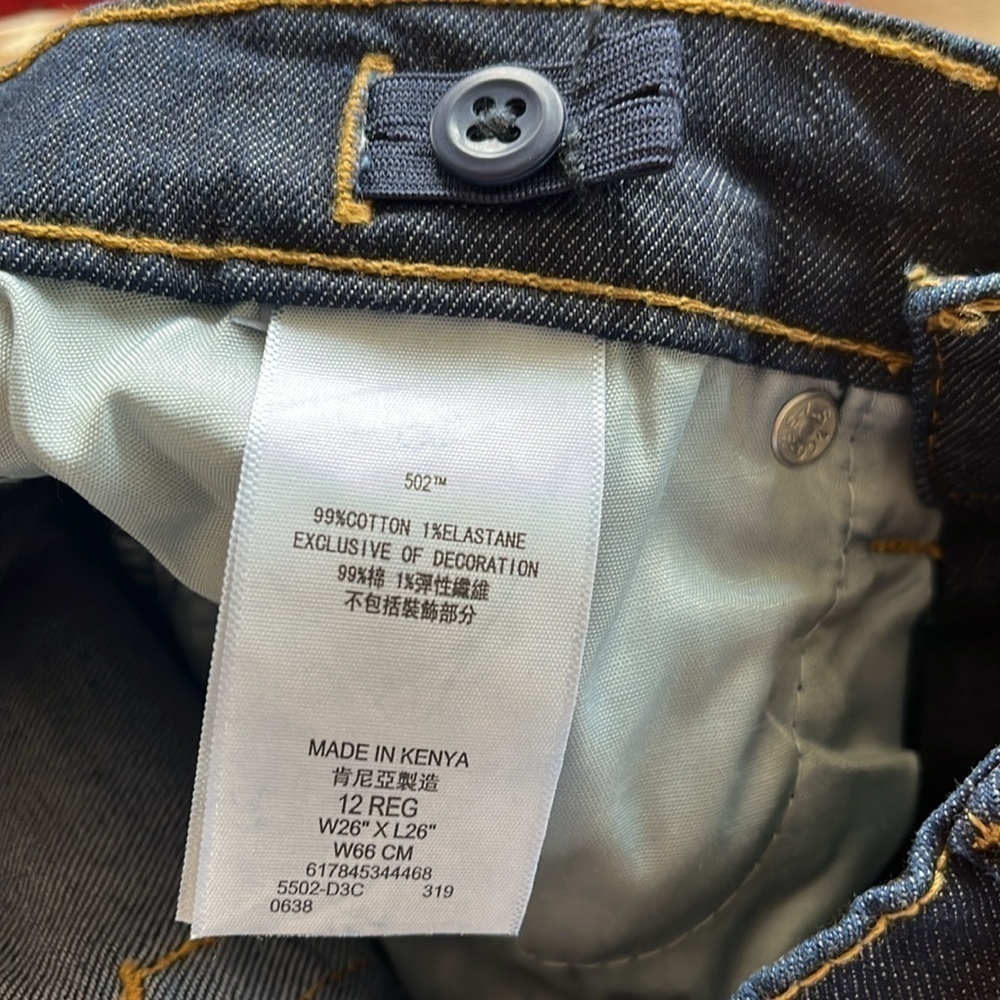 502™
99%COTTON 1%ELASTANE
EXCLUSIVE OF DECORATION
99%棉 1%彈性纖維
不包括裝飾部分
MADE IN KENYA
肯尼亞製造
12 REG
W26" X L26"
W66 CM
617845344468
5502-D3C 319
0638